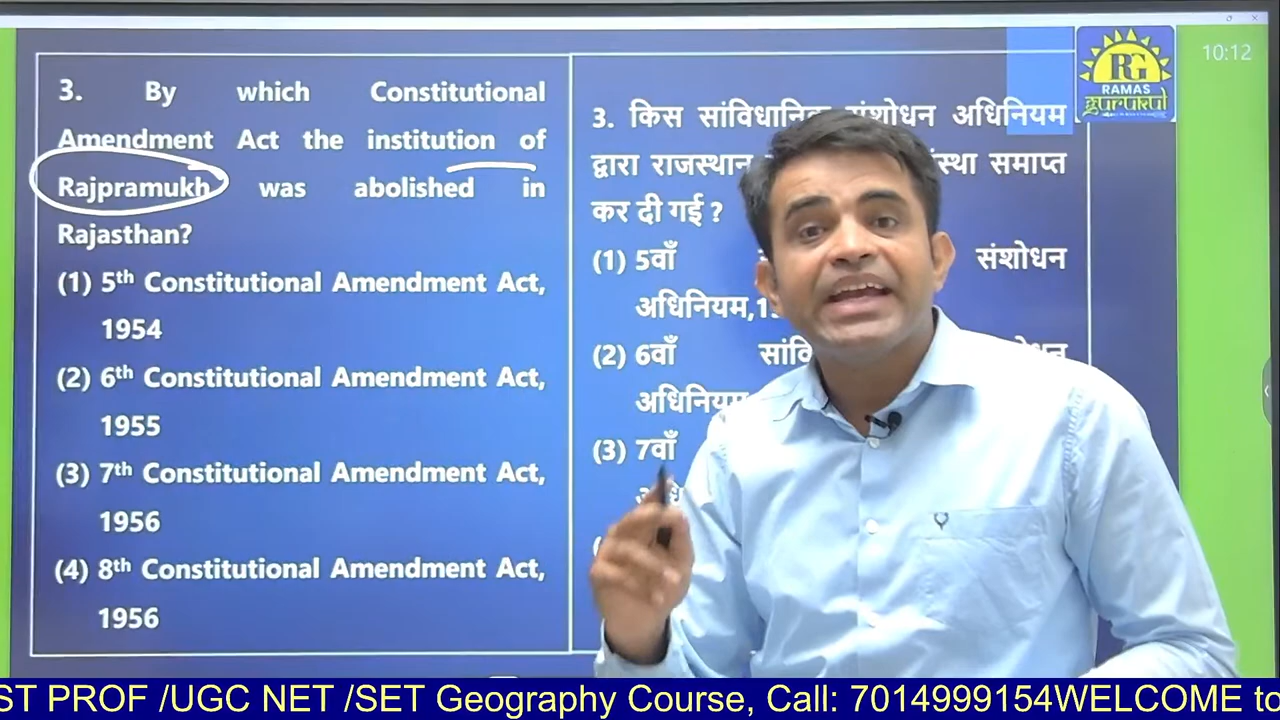 10:12
RG
RAMAS
gurukul
3. By which Constitutional
Amendment Act the institution of
Rajpramukh was abolished in
Rajasthan?
(1) 5th Constitutional Amendment Act,
1954
(2) 6th Constitutional Amendment Act,
1955
(3) 7th Constitutional Amendment Act,
1956
(4) 8th Constitutional Amendment Act,
1956
3. किस सांविधानिक संशोधन अधिनियम
द्वारा राजस्थान संस्था समाप्त
कर दी गई ?
(1) 5वाँ संशोधन
अधिनियम,
(2) 6वाँ
अधिनियम
(3) 7वाँ
ST PROF /UGC NET /SET Geography Course, Call: 7014999154WELCOME to